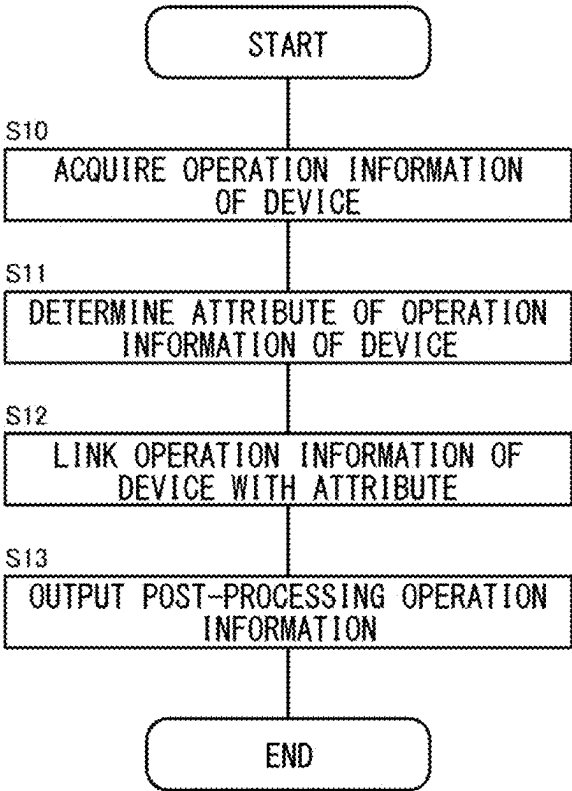 START
S10
ACQUIRE OPERATION INFORMATION
OF DEVICE
S11
DETERMINE ATTRIBUTE OF OPERATION
INFORMATION OF DEVICE
S12
LINK OPERATION INFORMATION OF
DEVICE WITH ATTRIBUTE
S13
OUTPUT POST-PROCESSING OPERATION
INFORMATION
END